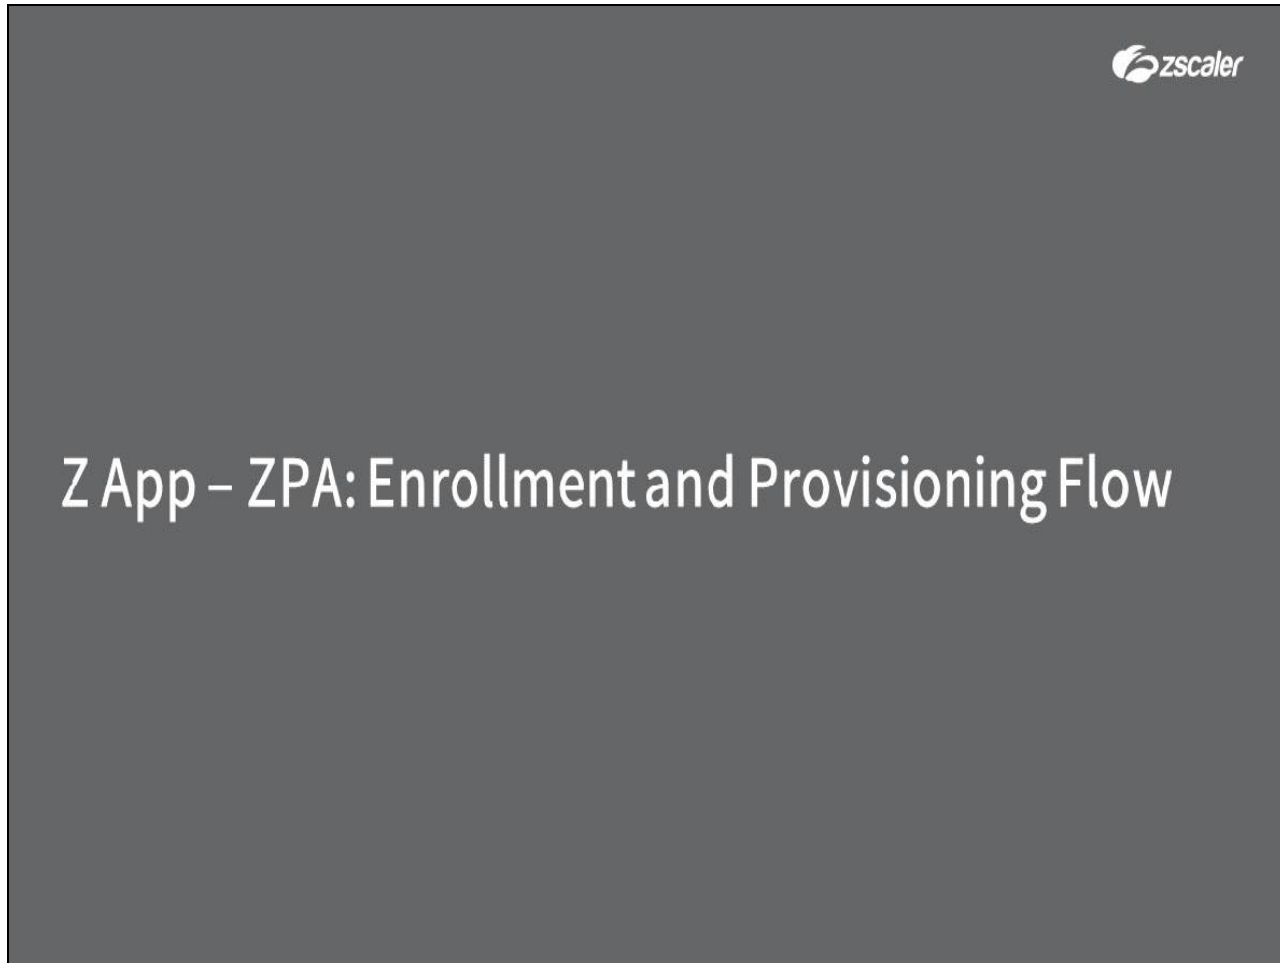 zscaler
Z App – ZPA: Enrollment and Provisioning Flow